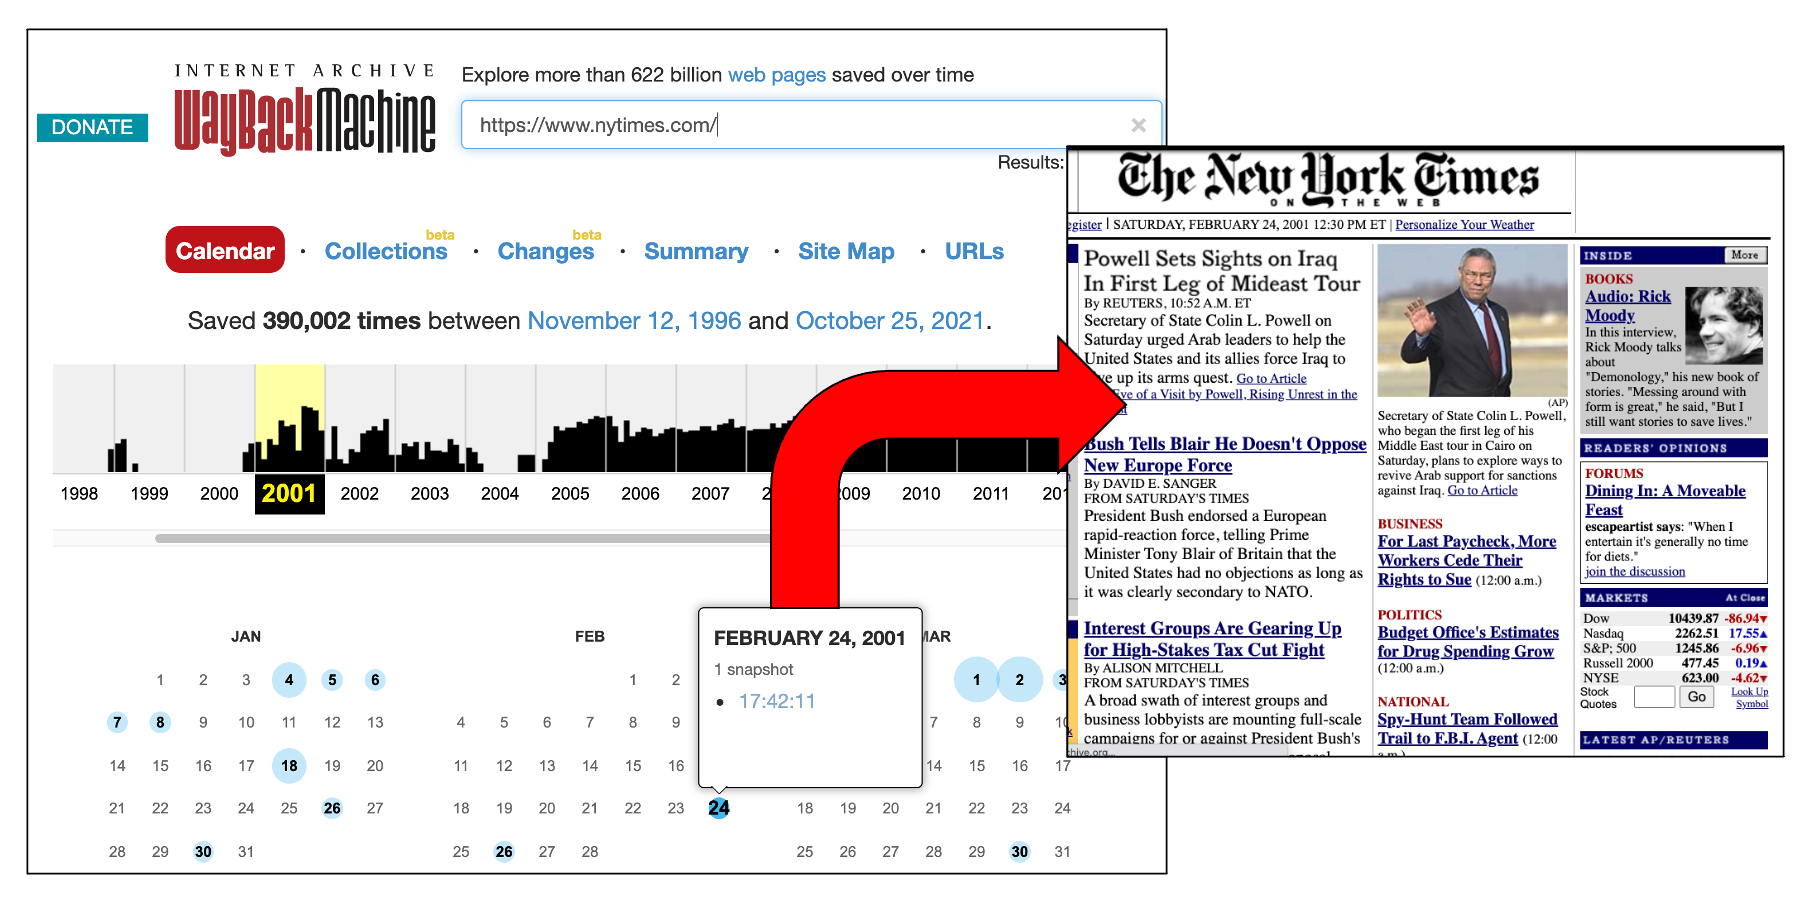 INTERNET ARCHIVE
WayBackMachine
DONATE
Explore more than 622 billion web pages saved over time
https://www.nytimes.com/
Results:
Calendar · Collections beta · Changes beta · Summary · Site Map · URLs
Saved 390,002 times between November 12, 1996 and October 25, 2021.
1998 1999 2000 2001 2002 2003 2004 2005 2006 2007 2009 2010 2011
JAN
1 2 3 4 5 6
7 8 9 10 11 12 13
14 15 16 17 18 19 20
21 22 23 24 25 26 27
28 29 30 31
FEB
1 2
4 5 6 7 8 9
11 12 13 14 15 16
18 19 20 21 22 23 24
25 26 27 28
MAR
1 2 3
7 8 9 10
14 15 16 17
18 19 20 21 22 23 24
25 26 27 28 29 30 31
FEBRUARY 24, 2001
1 snapshot
17:42:11
The New York Times
ON THE WEB
SATURDAY, FEBRUARY 24, 2001 12:30 PM ET | Personalize Your Weather
Powell Sets Sights on Iraq
In First Leg of Mideast Tour
By REUTERS, 10:52 A.M. ET
Secretary of State Colin L. Powell on
Saturday urged Arab leaders to help the
United States and its allies force Iraq to
up its arms quest. Go to Article
Eve of a Visit by Powell, Rising Unrest in the
Bush Tells Blair He Doesn't Oppose
New Europe Force
By DAVID E. SANGER
FROM SATURDAY'S TIMES
President Bush endorsed a European
rapid-reaction force, telling Prime
Minister Tony Blair of Britain that the
United States had no objections as long as
it was clearly secondary to NATO.
Interest Groups Are Gearing Up
for High-Stakes Tax Cut Fight
By ALISON MITCHELL
FROM SATURDAY'S TIMES
A broad swath of interest groups and
business lobbyists are mounting full-scale
campaigns for or against President Bush's
(AP)
Secretary of State Colin L. Powell,
who began the first leg of his
Middle East tour in Cairo on
Saturday, plans to explore ways to
revive Arab support for sanctions
against Iraq. Go to Article
BUSINESS
For Last Paycheck, More
Workers Cede Their
Rights to Sue (12:00 a.m.)
POLITICS
Budget Office's Estimates
for Drug Spending Grow
(12:00 a.m.)
NATIONAL
Spy-Hunt Team Followed
Trail to F.B.I. Agent (12:00
INSIDE More
BOOKS
Audio: Rick
Moody
In this interview,
Rick Moody talks
about
"Demonology," his new book of
stories. "Messing around with
form is great," he said, "But I
still want stories to save lives."
READERS' OPINIONS
FORUMS
Dining In: A Moveable
Feast
escapeartist says: "When I
entertain it's generally no time
for diets."
join the discussion
MARKETS At Close
Dow 10439.87 -86.94▼
Nasdaq 2262.51 17.55▲
S&P; 500 1245.86 -6.96▼
Russell 2000 477.45 0.19▲
NYSE 623.00 -4.62▼
Stock Quotes Go Look Up Symbol
LATEST AP/REUTERS